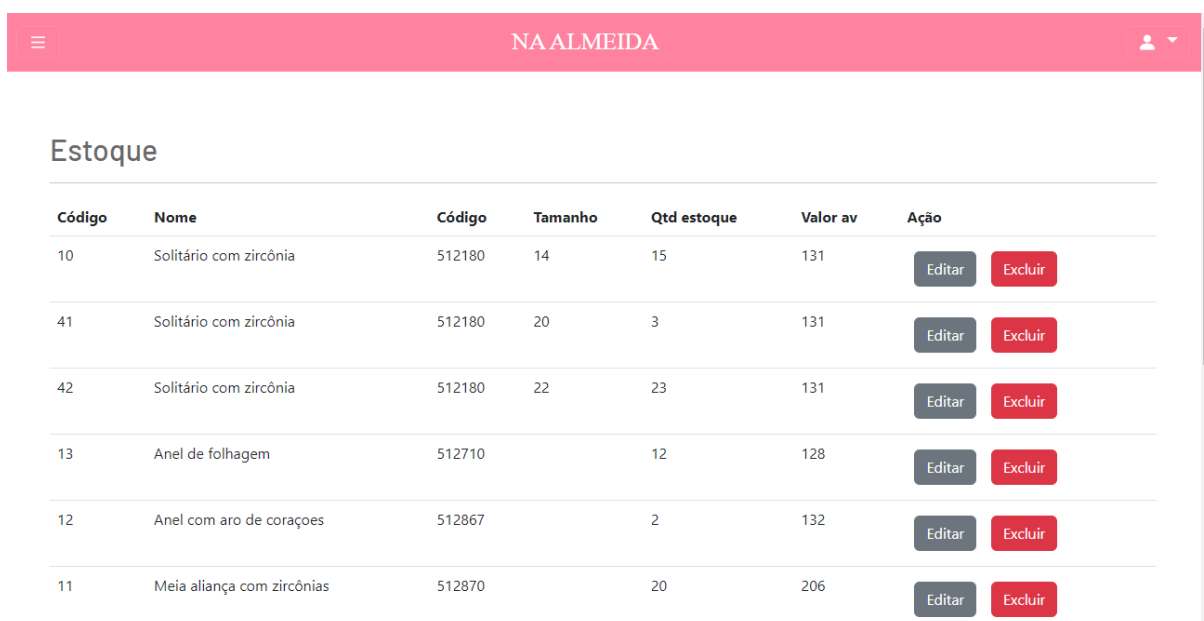 NA ALMEIDA
Estoque
Código Nome Código Tamanho Qtd estoque Valor av Ação
10 Solitário com zircônia 512180 14 15 131 Editar Excluir
41 Solitário com zircônia 512180 20 3 131 Editar Excluir
42 Solitário com zircônia 512180 22 23 131 Editar Excluir
13 Anel de folhagem 512710 12 128 Editar Excluir
12 Anel com aro de coraçoes 512867 2 132 Editar Excluir
11 Meia aliança com zircônias 512870 20 206 Editar Excluir